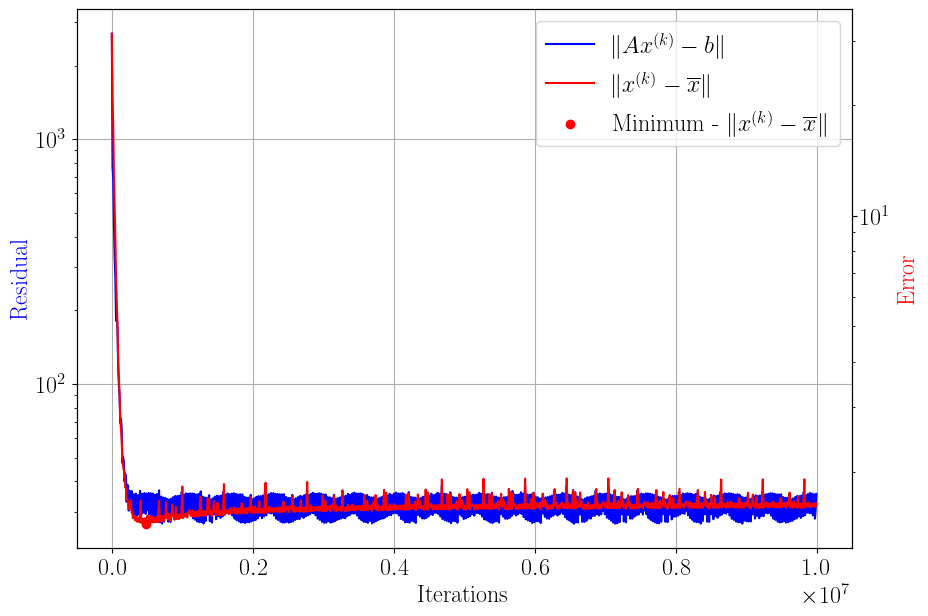 ‖Ax^{(k)} − b‖
‖x^{(k)} − x̅‖
Minimum - ‖x^{(k)} − x̅‖
10^3
10^2
10^1
Residual
Error
0.0 0.2 0.4 0.6 0.8 1.0
Iterations
×10^7